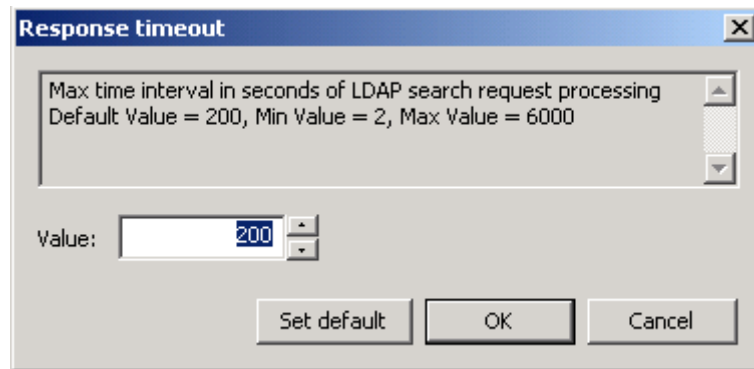 Response timeout
Max time interval in seconds of LDAP search request processing
Default Value = 200, Min Value = 2, Max Value = 6000
Value: 200
Set default OK Cancel